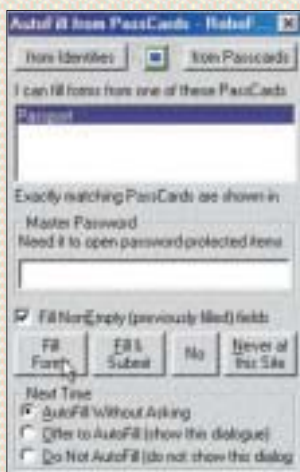 AutoFill from PassCards - RoboF
from Identities from Passcards
I can fill forms from one of these PassCards
Passport
Exactly matching PassCards are shown in
Master Password
Need it to open password protected items
Fill NonEmpty (previously filled) fields
Fill Forms Fill & Submit No Never at this Site
Next Time
AutoFill Without Asking
Offer to AutoFill (show this dialogue)
Do Not AutoFill (do not show this dialog